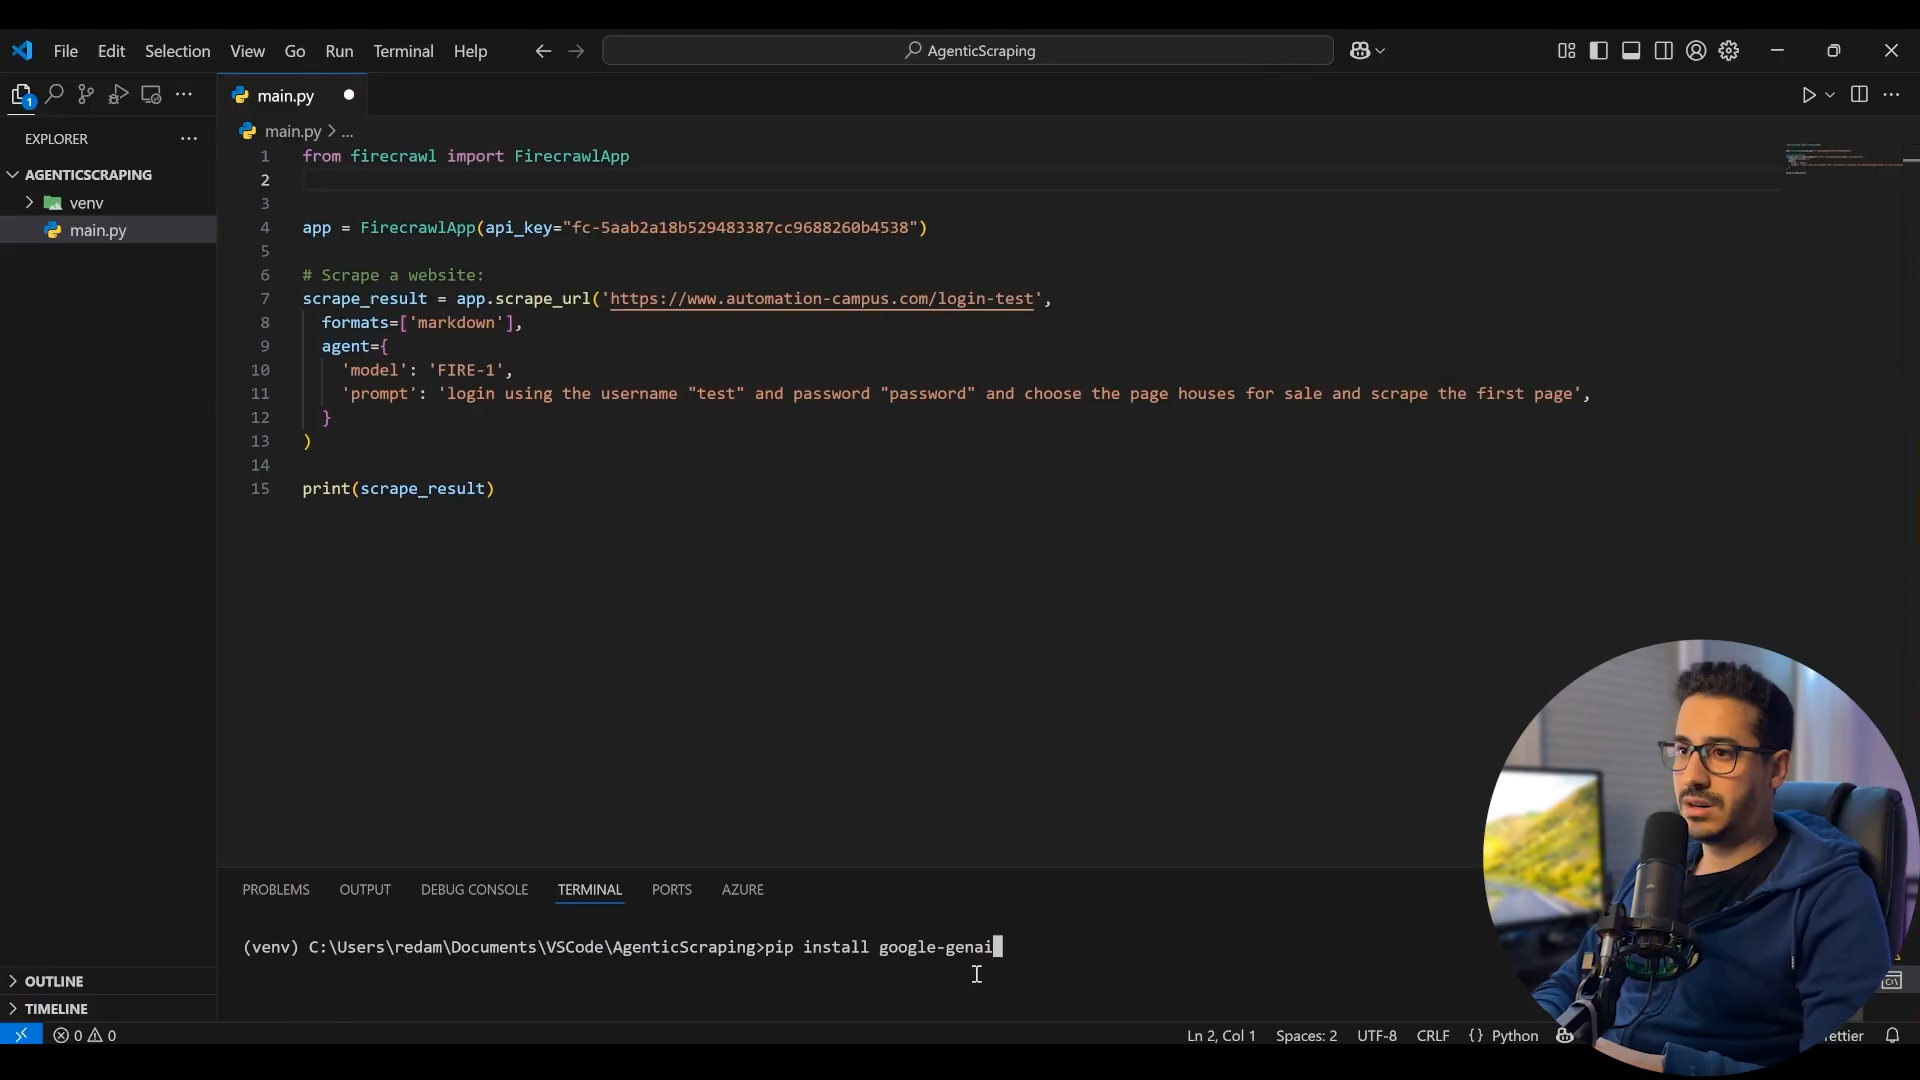 File Edit Selection View Go Run Terminal Help
AgenticScraping
1
main.py
EXPLORER
main.py > ...
AGENTICSCRAPING
venv
main.py
1 from firecrawl import FirecrawlApp
2
3
4 app = FirecrawlApp(api_key="fc-5aab2a18b529483387cc9688260b4538")
5
6 # Scrape a website:
7 scrape_result = app.scrape_url('https://www.automation-campus.com/login-test',
8 formats=['markdown'],
9 agent={
10 'model': 'FIRE-1',
11 'prompt': 'login using the username "test" and password "password" and choose the page houses for sale and scrape the first page',
12 }
13 )
14
15 print(scrape_result)
PROBLEMS OUTPUT DEBUG CONSOLE TERMINAL PORTS AZURE
(venv) C:\Users\redam\Documents\VSCode\AgenticScraping>pip install google-genai
OUTLINE
TIMELINE
0 0
Ln 2, Col 1 Spaces: 2 UTF-8 CRLF {} Python ettier